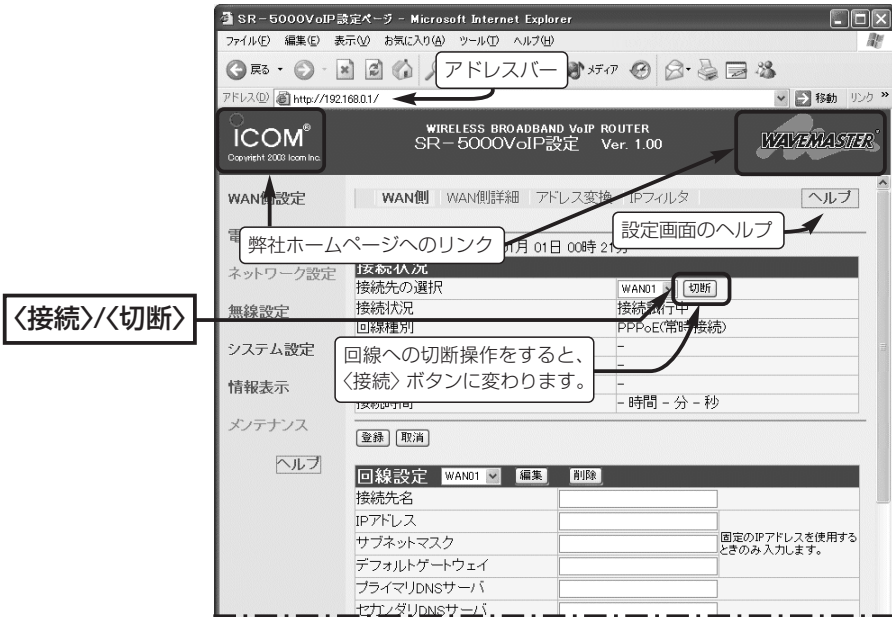 SR-5000VoIP設定ページ - Microsoft Internet Explorer
ファイル(F) 編集(E) 表示(V) お気に入り(A) ツール(T) ヘルプ(H)
戻る アドレスバー メディア
アドレス(D) http://192.168.0.1/ 移動 リンク »
ICOM®
Copyright 2003 Icom Inc.
WIRELESS BROADBAND VoIP ROUTER
SR-5000VoIP設定 Ver. 1.00
WAVEMASTER
WAN側設定
WAN側 WAN側詳細 アドレス変換 IPフィルタ ヘルプ
弊社ホームページへのリンク
設定画面のヘルプ
月 01日 00時 21分
ネットワーク設定
無線設定
システム設定
情報表示
メンテナンス
ヘルプ
接続状況
接続先の選択 WAN01 切断
接続状況 接続試行中
回線種別 PPPoE(常時接続)
–
–
–
接続時間 – 時間 – 分 – 秒
〈接続〉/〈切断〉
回線への切断操作をすると、
〈接続〉ボタンに変わります。
登録 取消
回線設定 WAN01 編集 削除
接続先名
IPアドレス
サブネットマスク
固定のIPアドレスを使用する
ときのみ入力します。
デフォルトゲートウェイ
プライマリDNSサーバ
セカンダリDNSサーバ